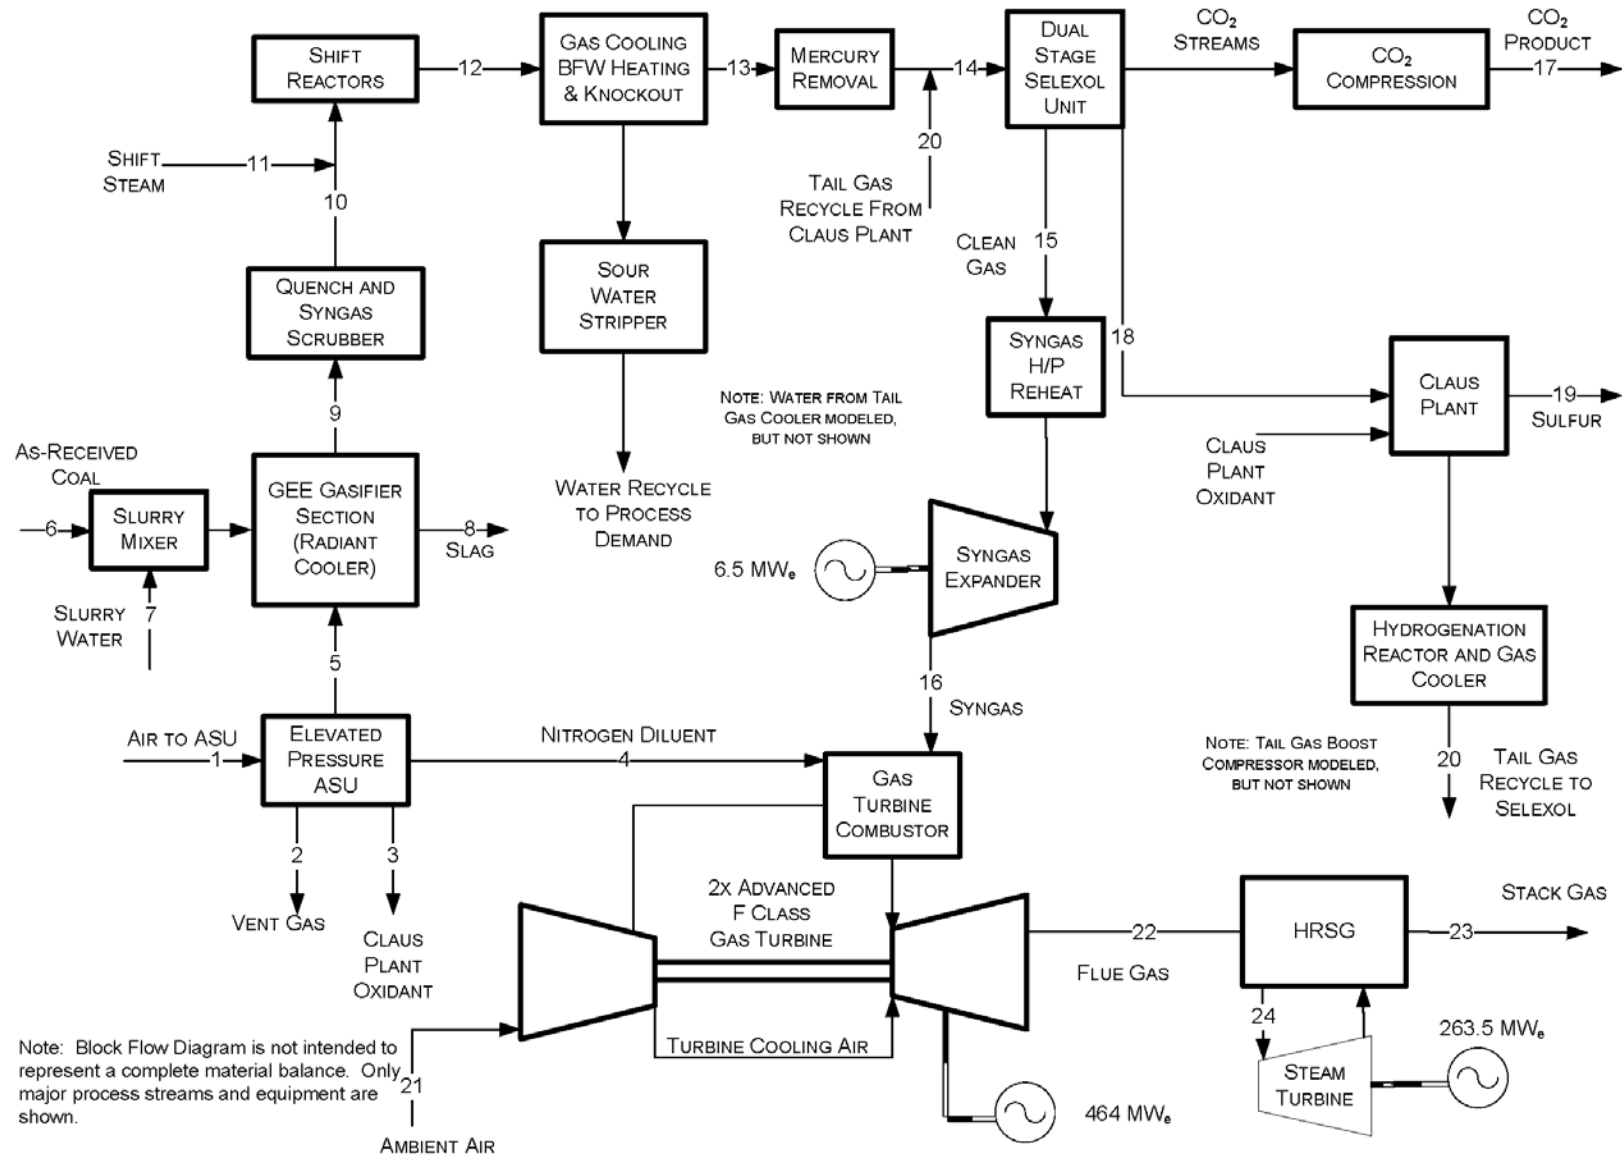 SHIFT
REACTORS
12
GAS COOLING
BFW HEATING
& KNOCKOUT
13
MERCURY
REMOVAL
14
DUAL
STAGE
SELEXOL
UNIT
CO2
STREAMS
CO2
COMPRESSION
CO2
PRODUCT
17
SHIFT
STEAM
11
10
20
TAIL GAS
RECYCLE FROM
CLAUS PLANT
CLEAN
GAS
15
QUENCH AND
SYNGAS
SCRUBBER
SOUR
WATER
STRIPPER
SYNGAS
H/P
REHEAT
18
CLAUS
PLANT
19
SULFUR
NOTE: WATER FROM TAIL
GAS COOLER MODELED,
BUT NOT SHOWN
9
CLAUS
PLANT
OXIDANT
AS-RECEIVED
COAL
6
SLURRY
MIXER
GEE GASIFIER
SECTION
(RADIANT
COOLER)
8
SLAG
WATER RECYCLE
TO PROCESS
DEMAND
6.5 MWe
SYNGAS
EXPANDER
SLURRY
WATER
7
5
HYDROGENATION
REACTOR AND GAS
COOLER
16
SYNGAS
AIR TO ASU
1
ELEVATED
PRESSURE
ASU
NITROGEN DILUENT
4
GAS
TURBINE
COMBUSTOR
NOTE: TAIL GAS BOOST
COMPRESSOR MODELED,
BUT NOT SHOWN
20
TAIL GAS
RECYCLE TO
SELEXOL
2
VENT GAS
3
CLAUS
PLANT
OXIDANT
2X ADVANCED
F CLASS
GAS TURBINE
22
FLUE GAS
HRSG
23
STACK GAS
24
STEAM
TURBINE
263.5 MWe
TURBINE COOLING AIR
464 MWe
Note: Block Flow Diagram is not intended to
represent a complete material balance. Only
major process streams and equipment are
shown.
21
AMBIENT AIR